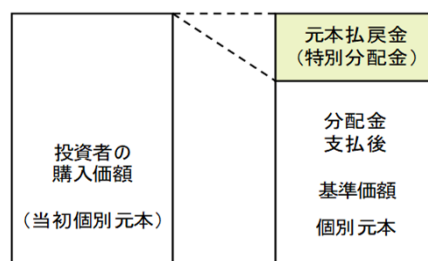 投資者の
購入価額
（当初個別元本）
元本払戻金
（特別分配金）
分配金
支払後
基準価額
個別元本